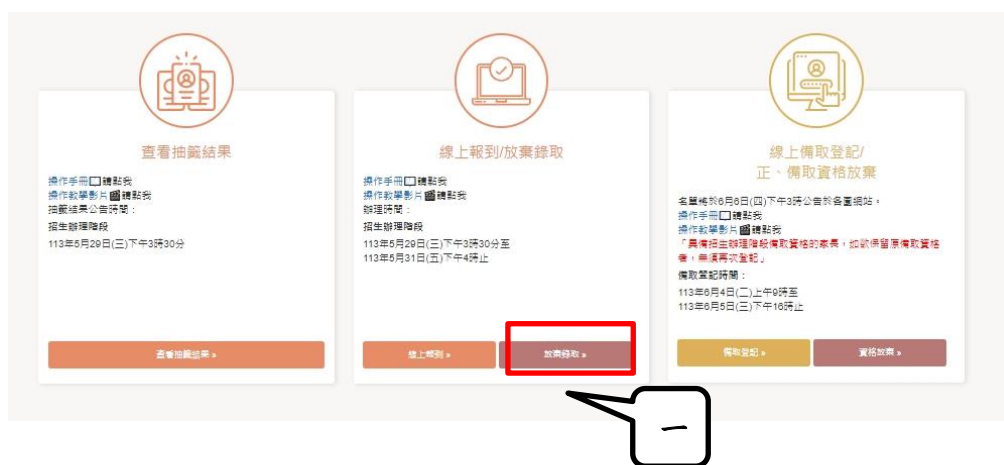 查看抽籤結果
操作手冊 請點我
操作教學影片 請點我
抽籤結果公告時間：
招生辦理階段
113年5月29日(三)下午3時30分
查看抽籤結果 »
線上報到/放棄錄取
操作手冊 請點我
操作教學影片 請點我
辦理時間：
招生辦理階段
113年5月29日(三)下午3時30分至
113年5月31日(五)下午4時止
線上報到 »
放棄錄取 »
線上備取登記/
正、備取資格放棄
名單將於6月6日(四)下午3時公告於各園網站。
操作手冊 請點我
操作教學影片 請點我
「具備招生辦理階段備取資格的家長，如欲保留原備取資格
者，無須再次登記」
備取登記時間：
113年6月4日(二)上午9時至
113年6月5日(三)下午16時止
備取登記 »
資格放棄 »
一